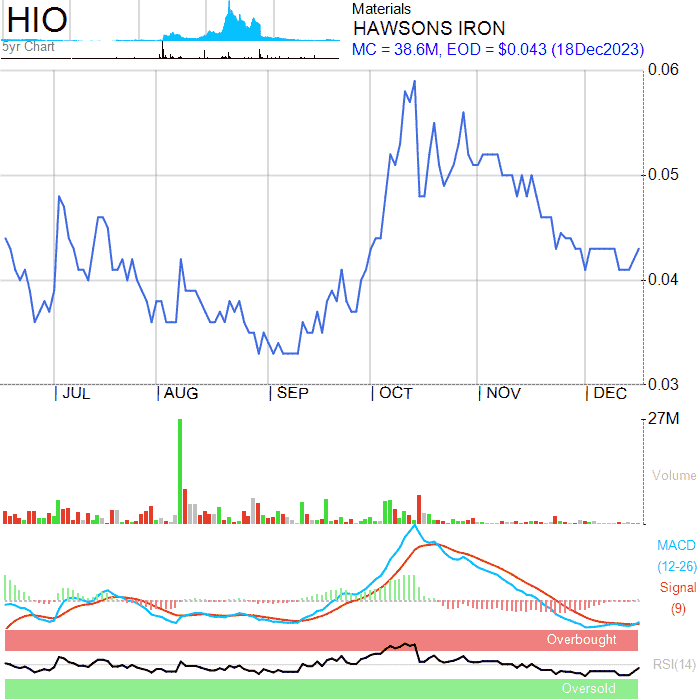 HIO
5yr Chart
Materials
HAWSONS IRON
MC = 38.6M, EOD = $0.043 (18Dec2023)
0.06
0.05
0.04
0.03
JUL AUG SEP OCT NOV DEC
27M
Volume
MACD
(12-26)
Signal
(9)
Overbought
RSI(14)
Oversold